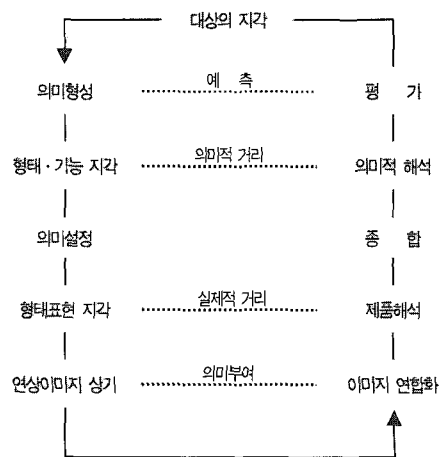 대상의 지각
의미형성 예 측 평 가
형태·기능 지각 의미적 거리 의미적 해석
의미설정 종 합
형태표현 지각 실제적 거리 제품해석
연상이미지 상기 의미부여 이미지 연합화